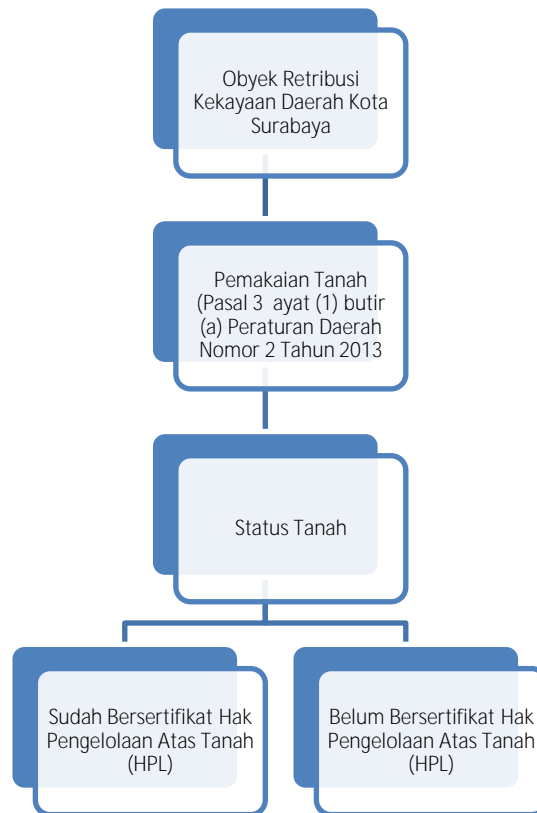 Obyek Retribusi
Kekayaan Daerah Kota
Surabaya
Pemakaian Tanah
(Pasal 3 ayat (1) butir
(a) Peraturan Daerah
Nomor 2 Tahun 2013
Status Tanah
Sudah Bersertifikat Hak
Pengelolaan Atas Tanah
(HPL)
Belum Bersertifikat Hak
Pengelolaan Atas Tanah
(HPL)